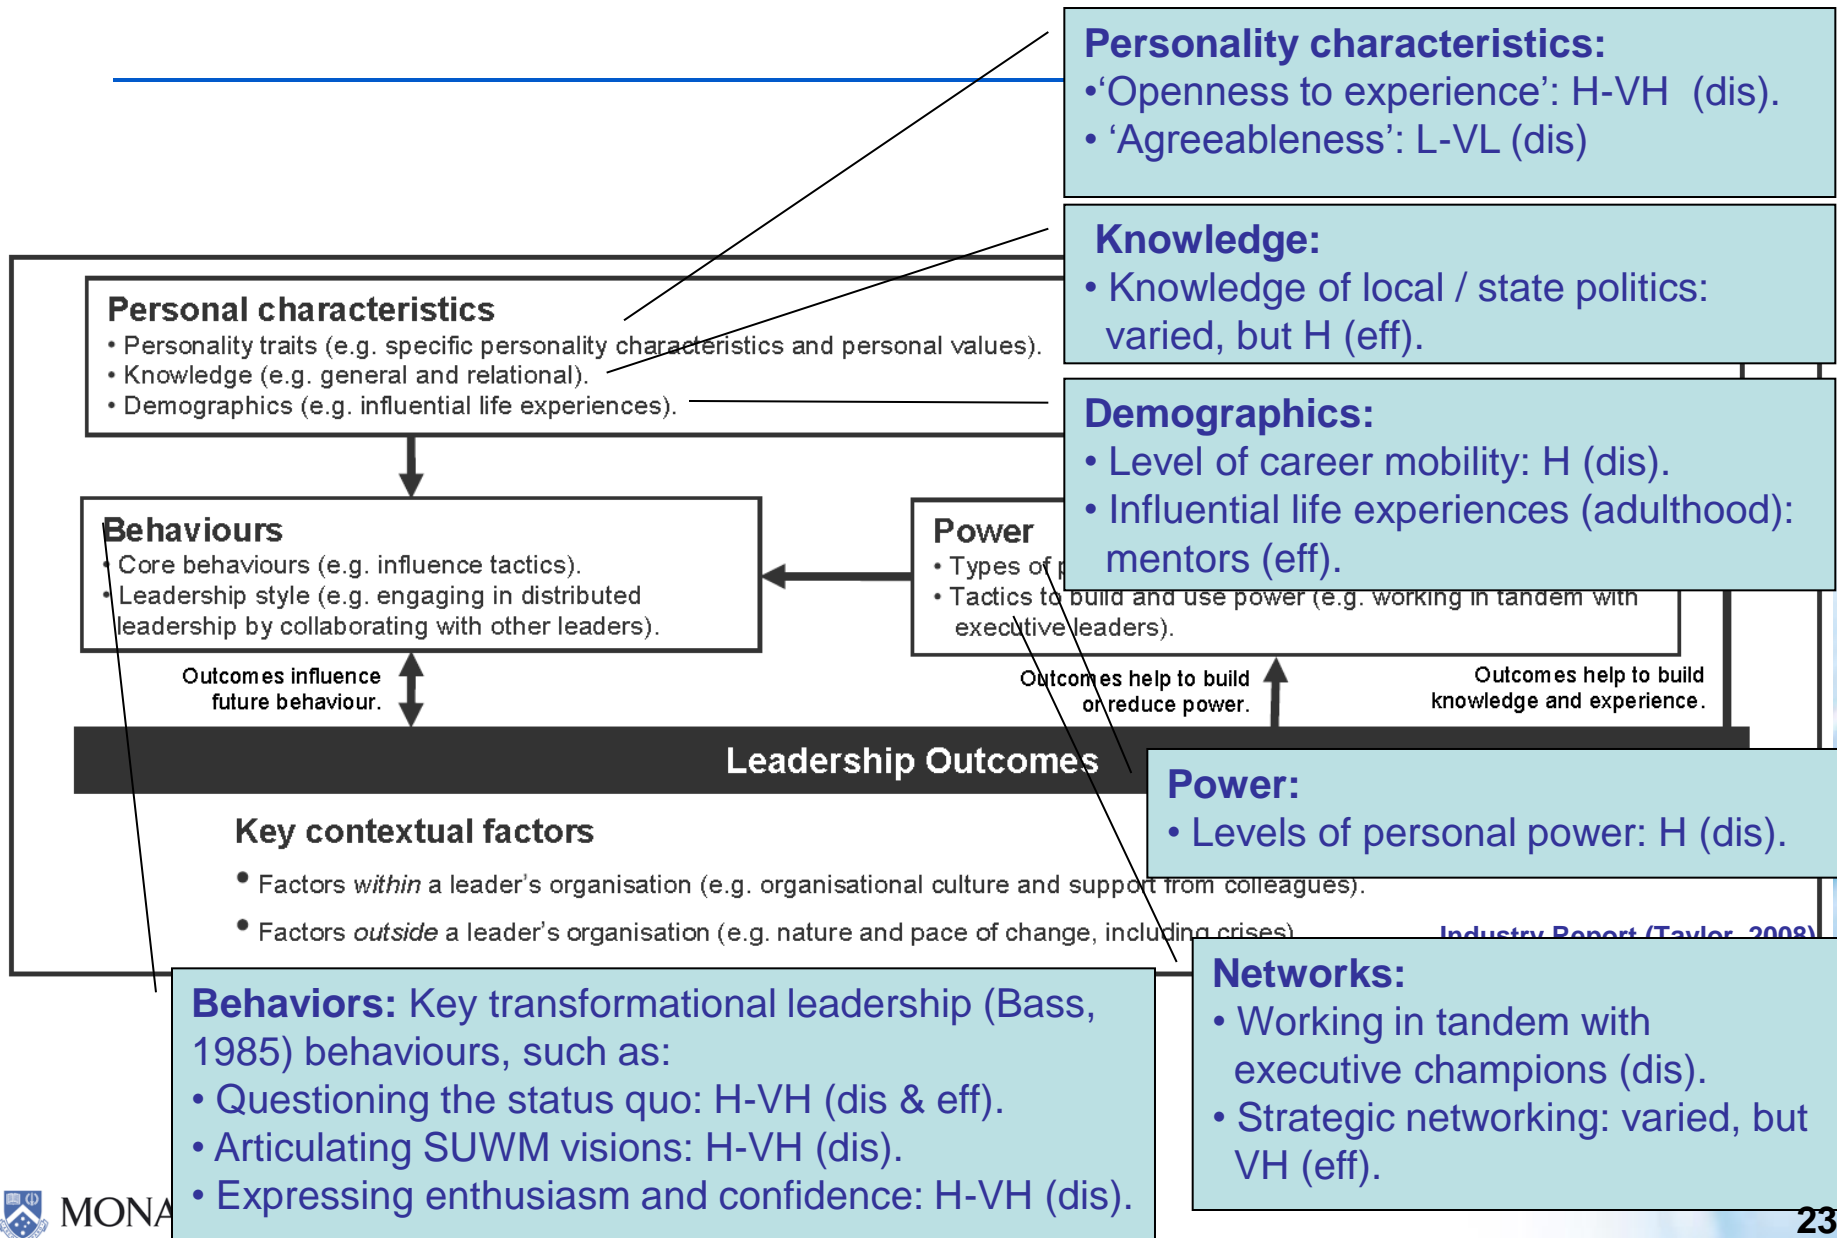 Personality characteristics:
•‘Openness to experience’: H-VH (dis).
• ‘Agreeableness’: L-VL (dis)
Knowledge:
• Knowledge of local / state politics:
varied, but H (eff).
Demographics:
• Level of career mobility: H (dis).
• Influential life experiences (adulthood):
mentors (eff).
Personal characteristics
• Personality traits (e.g. specific personality characteristics and personal values).
• Knowledge (e.g. general and relational).
• Demographics (e.g. influential life experiences).
Behaviours
• Core behaviours (e.g. influence tactics).
• Leadership style (e.g. engaging in distributed
leadership by collaborating with other leaders).
Power
• Types of
• Tactics to build and use power (e.g. working in tandem with
executive leaders).
Outcomes influence
future behaviour.
Outcomes help to build
or reduce power.
Outcomes help to build
knowledge and experience.
Leadership Outcomes
Power:
• Levels of personal power: H (dis).
Key contextual factors
• Factors within a leader’s organisation (e.g. organisational culture and support from colleagues).
• Factors outside a leader’s organisation (e.g. nature and pace of change, including crises)
Industry Report (Taylor, 2008)
Behaviors: Key transformational leadership (Bass,
1985) behaviours, such as:
• Questioning the status quo: H-VH (dis & eff).
• Articulating SUWM visions: H-VH (dis).
• Expressing enthusiasm and confidence: H-VH (dis).
Networks:
• Working in tandem with
executive champions (dis).
• Strategic networking: varied, but
VH (eff).
MONA
23